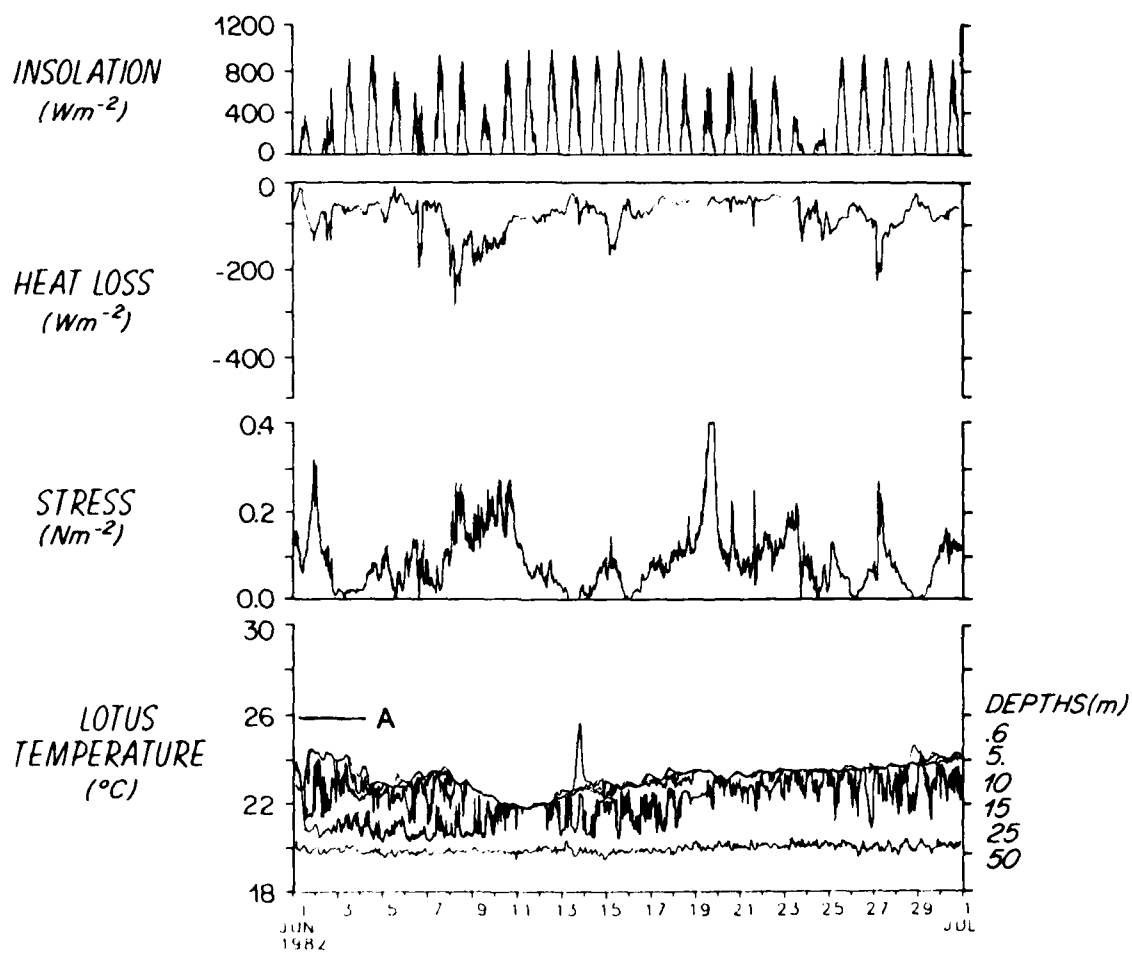 INSOLATION
(Wm⁻²)
1200
800
400
0
HEAT LOSS
(Wm⁻²)
0
-200
-400
STRESS
(Nm⁻²)
0.4
0.2
0.0
LOTUS
TEMPERATURE
(°C)
30
26
22
18
A
DEPTHS(m)
.6
5.
10
15
25
50
1 3 5 7 9 11 13 15 17 19 21 23 25 27 29 1
JUN JUL
1982